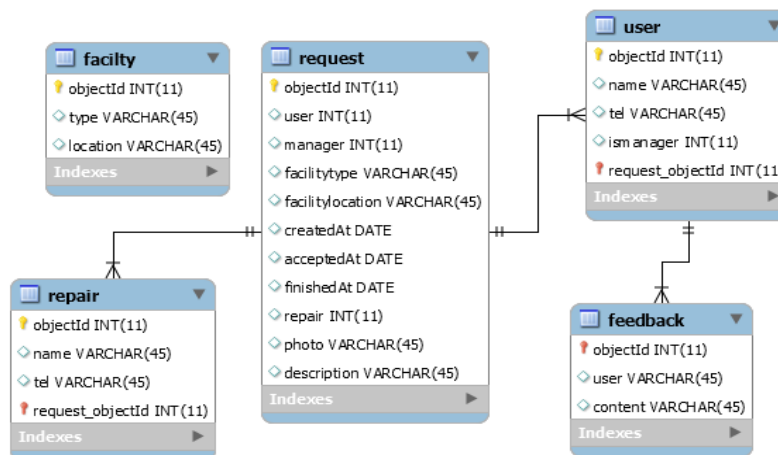 facilty
objectId INT(11)
type VARCHAR(45)
location VARCHAR(45)
Indexes
request
objectId INT(11)
user INT(11)
manager INT(11)
facilitytype VARCHAR(45)
facilitylocation VARCHAR(45)
createdAt DATE
acceptedAt DATE
finishedAt DATE
repair INT(11)
photo VARCHAR(45)
description VARCHAR(45)
Indexes
user
objectId INT(11)
name VARCHAR(45)
tel VARCHAR(45)
ismanager INT(11)
request_objectId INT(11
Indexes
repair
objectId INT(11)
name VARCHAR(45)
tel VARCHAR(45)
request_objectId INT(11)
Indexes
feedback
objectId INT(11)
user VARCHAR(45)
content VARCHAR(45)
Indexes